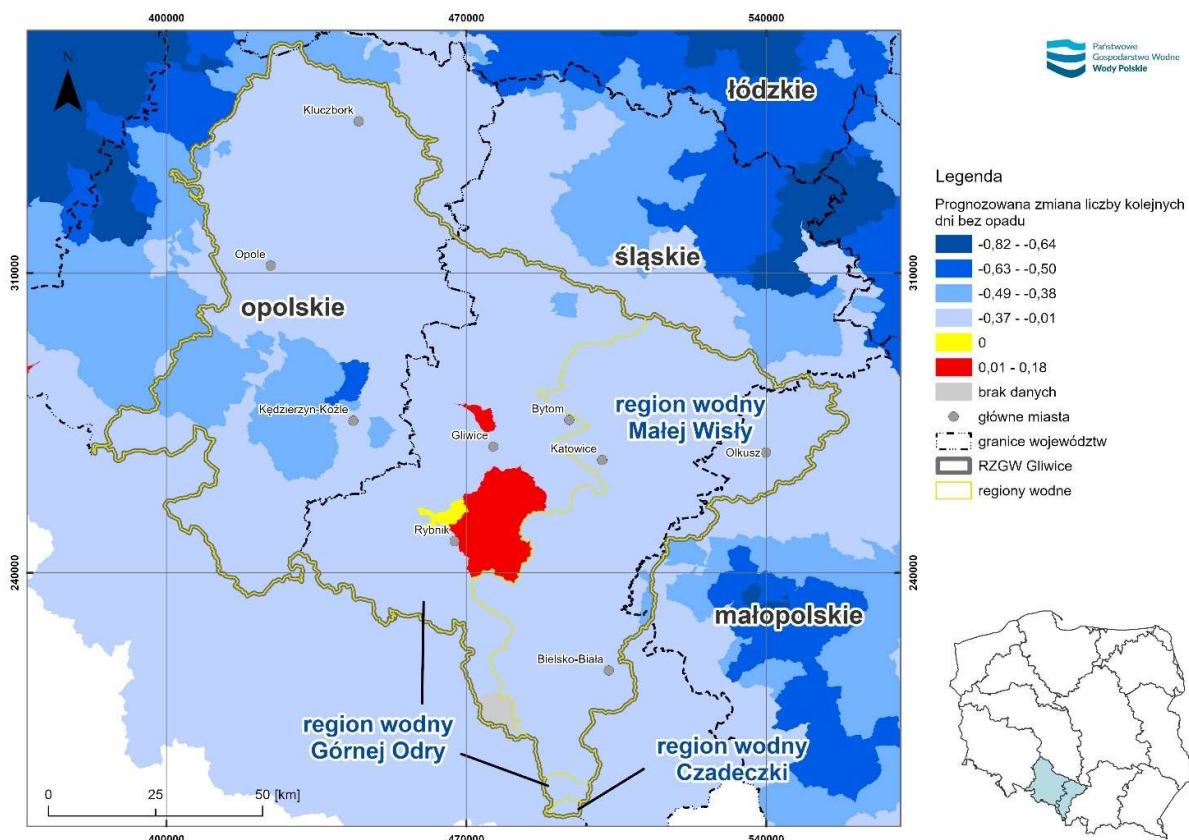 400000
470000
540000
N
Kluczbork
łódzkie
Opole
śląskie
opolskie
310000
310000
Kędzierzyn-Koźle
Bytom
region wodny
Małej Wisły
Gliwice
Katowice
Olkusz
Rybnik
240000
240000
małopolskie
Bielsko-Biała
region wodny
Górnej Odry
region wodny
Czadeczki
0
25
50 [km]
400000
470000
540000
Państwowe
Gospodarstwo Wodne
Wody Polskie
Legenda
Prognozowana zmiana liczby kolejnych
dni bez opadu
-0,82 - -0,64
-0,63 - -0,50
-0,49 - -0,38
-0,37 - -0,01
0
0,01 - 0,18
brak danych
główne miasta
granice województw
RZGW Gliwice
regiony wodne